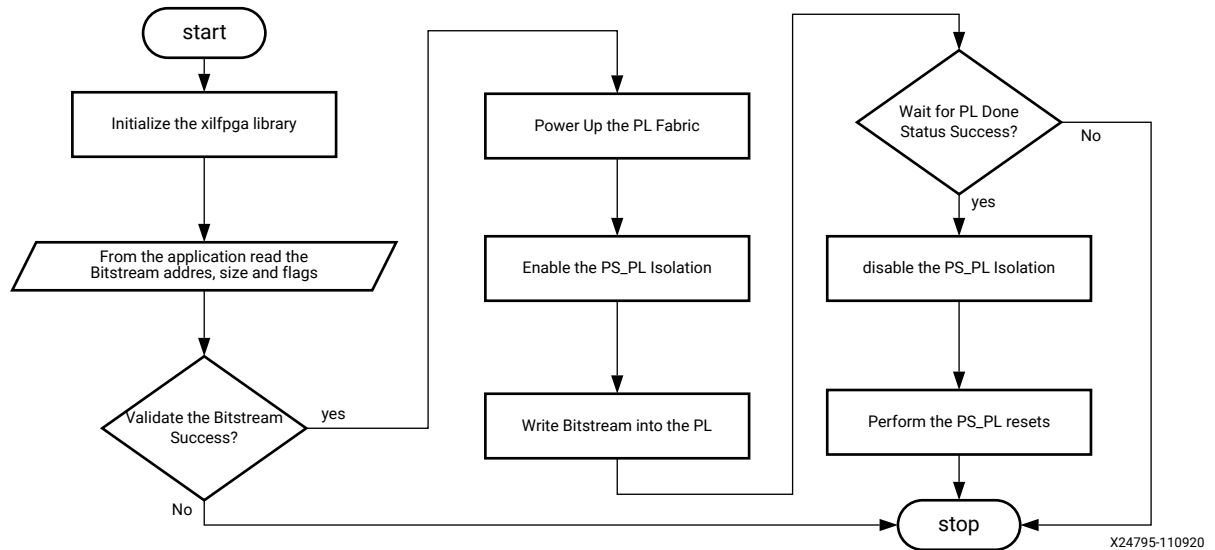 start
Initialize the xilfpga library
From the application read the
Bitstream addres, size and flags
Validate the Bitstream
Success?
yes
No
Power Up the PL Fabric
Enable the PS_PL Isolation
Write Bitstream into the PL
Wait for PL Done
Status Success?
No
yes
disable the PS_PL Isolation
Perform the PS_PL resets
stop
X24795-110920